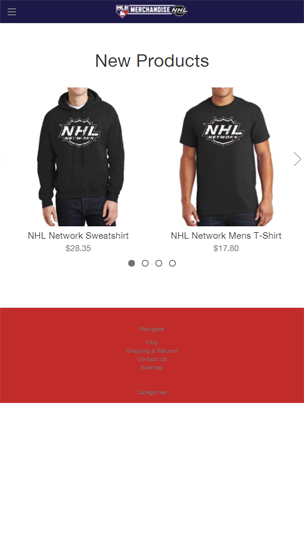 MLB MERCHANDISE NHL
New Products
NHL
NETWORK
NHL
NETWORK
NHL Network Sweatshirt
$28.35
NHL Network Mens T-Shirt
$17.80
Navigate
FAQ
Shipping & Returns
Contact Us
Sitemap
Categories